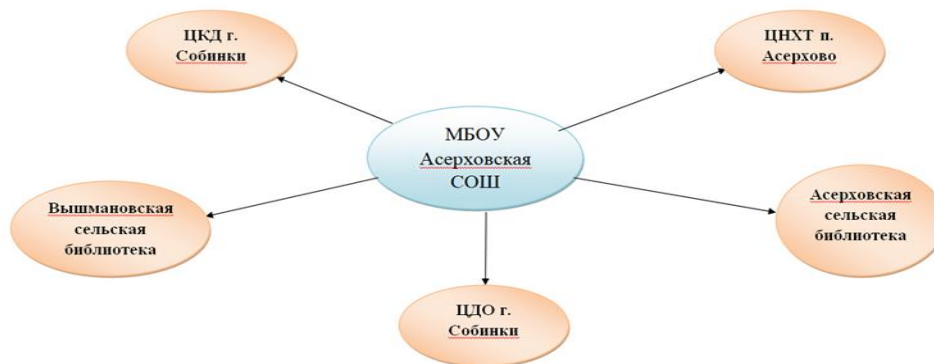 ЦКД г.
Собинки
ЦНХТ п.
Асерхово
МБОУ
Асерховская
СОШ
Вышмановская
сельская
библиотека
Асерховская
сельская
библиотека
ЦДО г.
Собинки